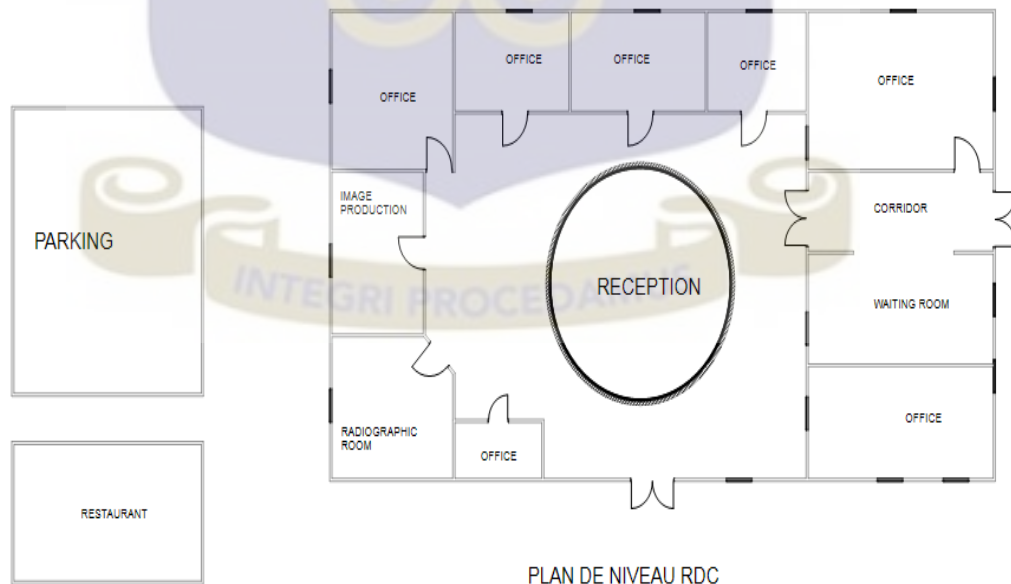 OFFICE
OFFICE
OFFICE
OFFICE
OFFICE
IMAGE
PRODUCTION
CORRIDOR
PARKING
INTEGRI PROCEDAMUS
RECEPTION
WAITING ROOM
OFFICE
RADIOGRAPHIC
ROOM
OFFICE
RESTAURANT
PLAN DE NIVEAU RDC